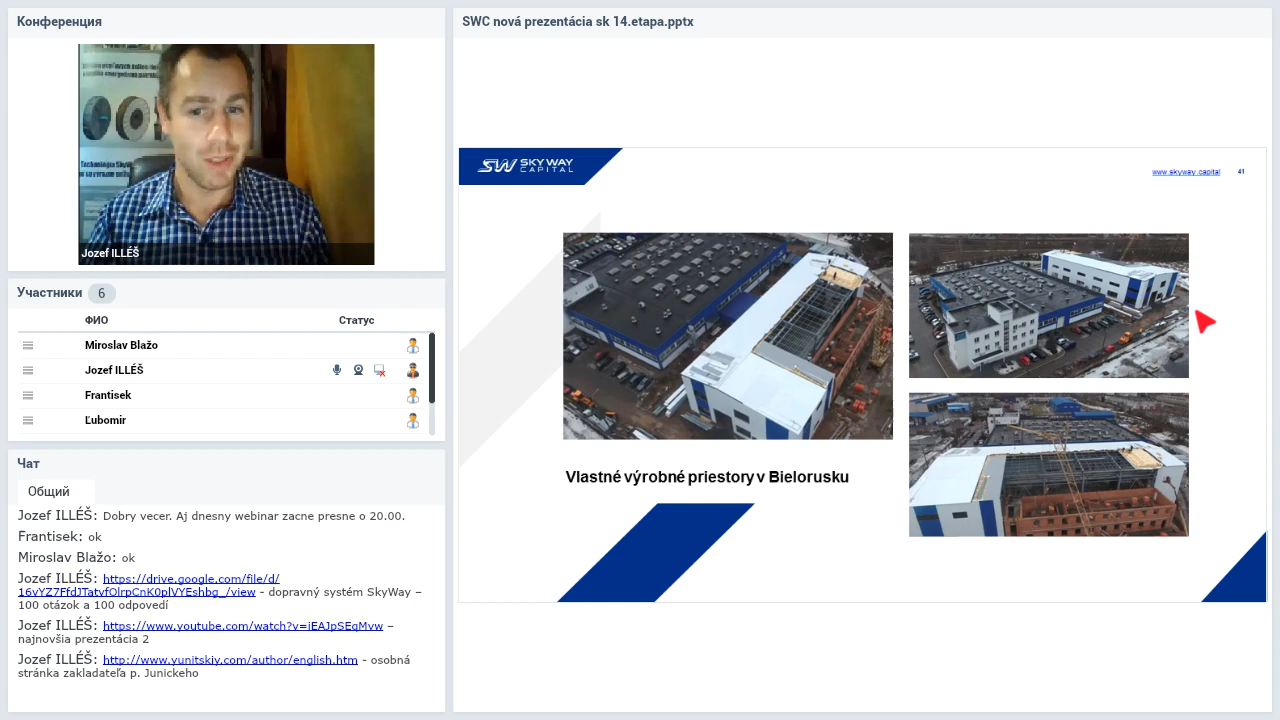 Конференция
Technológia SkyWay
Jozef ILLÉŠ
Участники 6
ФИО Статус
Miroslav Blažo
Jozef ILLÉŠ
Frantisek
Ľubomir
Чат
Общий
Jozef ILLÉŠ: Dobry vecer. Aj dnesny webinar zacne presne o 20.00.
Frantisek: ok
Miroslav Blažo: ok
Jozef ILLÉŠ: https://drive.google.com/file/d/
16vYZ7FfdJTatvfOlrpCnK0plVYEshbg_/view - dopravný systém SkyWay –
100 otázok a 100 odpovedí
Jozef ILLÉŠ: https://www.youtube.com/watch?v=iEAJpSEqMvw –
najnovšia prezentácia 2
Jozef ILLÉŠ: http://www.yunitskiy.com/author/english.htm - osobná
stránka zakladateľa p. Junickeho
SWC nová prezentácia sk 14.etapa.pptx
SW SKY WAY
CAPITAL
www.skyway.capital 41
Vlastné výrobné priestory v Bielorusku